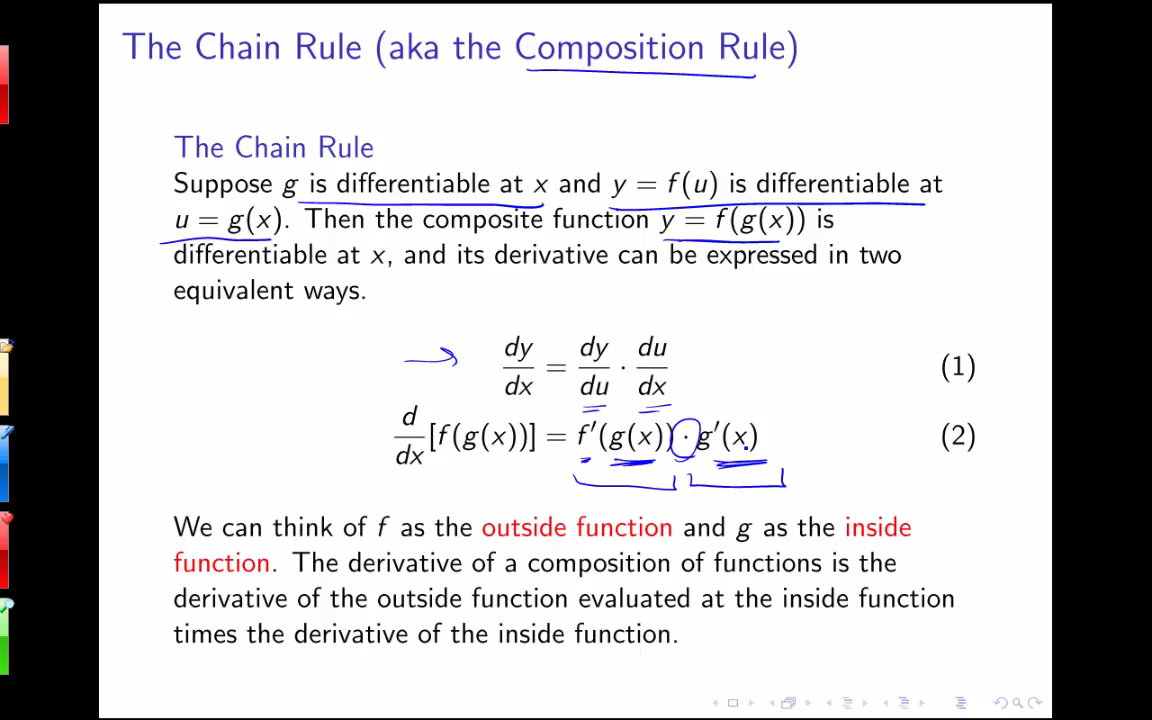 The Chain Rule (aka the Composition Rule)
The Chain Rule
Suppose g is differentiable at x and y = f(u) is differentiable at
u = g(x). Then the composite function y = f(g(x)) is
differentiable at x, and its derivative can be expressed in two
equivalent ways.
dy/dx = dy/du · du/dx (1)
d/dx [f(g(x))] = f′(g(x)) · g′(x) (2)
We can think of f as the outside function and g as the inside
function. The derivative of a composition of functions is the
derivative of the outside function evaluated at the inside function
times the derivative of the inside function.